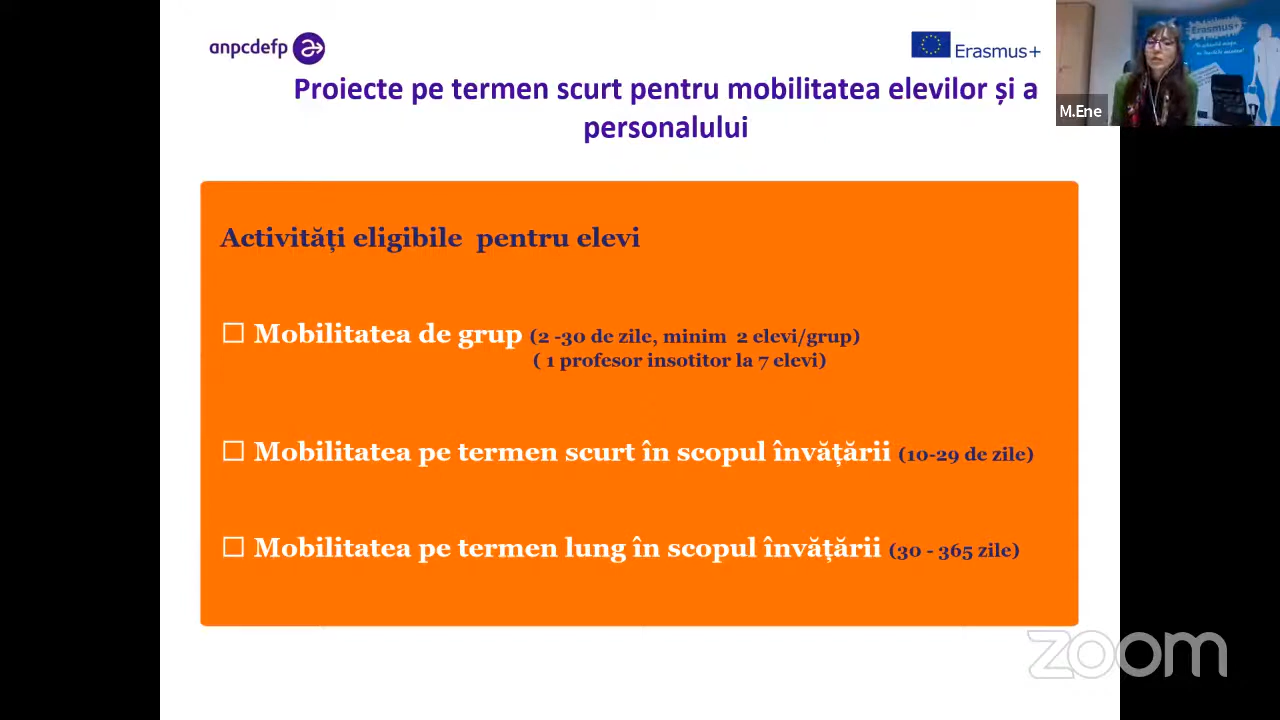 anpcdefp
Erasmus+
Erasmus+
Proiecte pe termen scurt pentru mobilitatea elevilor și a
personalului
M.Ene
Activități eligibile pentru elevi
☐ Mobilitatea de grup (2 -30 de zile, minim 2 elevi/grup)
( 1 profesor insotitor la 7 elevi)
☐ Mobilitatea pe termen scurt în scopul învățării (10-29 de zile)
☐ Mobilitatea pe termen lung în scopul învățării (30 - 365 zile)
zoom